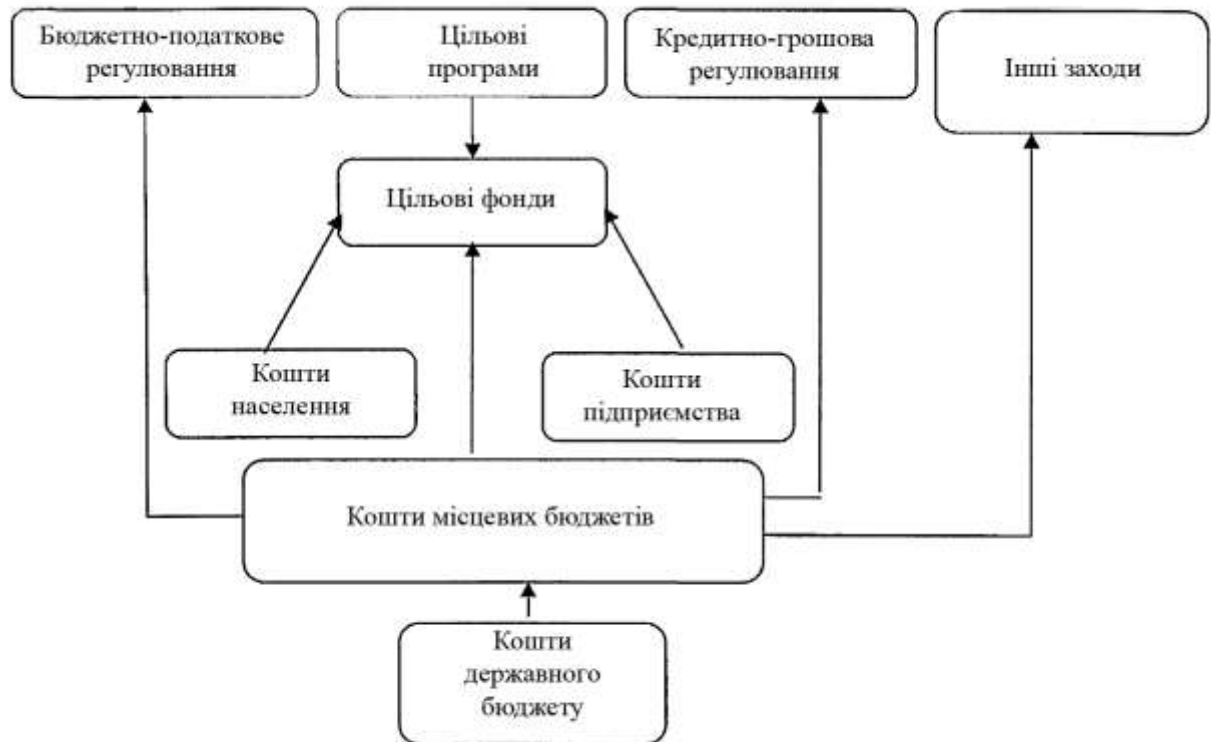 Бюджетно-податкове
регулювання
Цільові
програми
Кредитно-грошова
регулювання
Інші заходи
Цільові фонди
Кошти
населення
Кошти
підприємства
Кошти місцевих бюджетів
Кошти
державного
бюджету